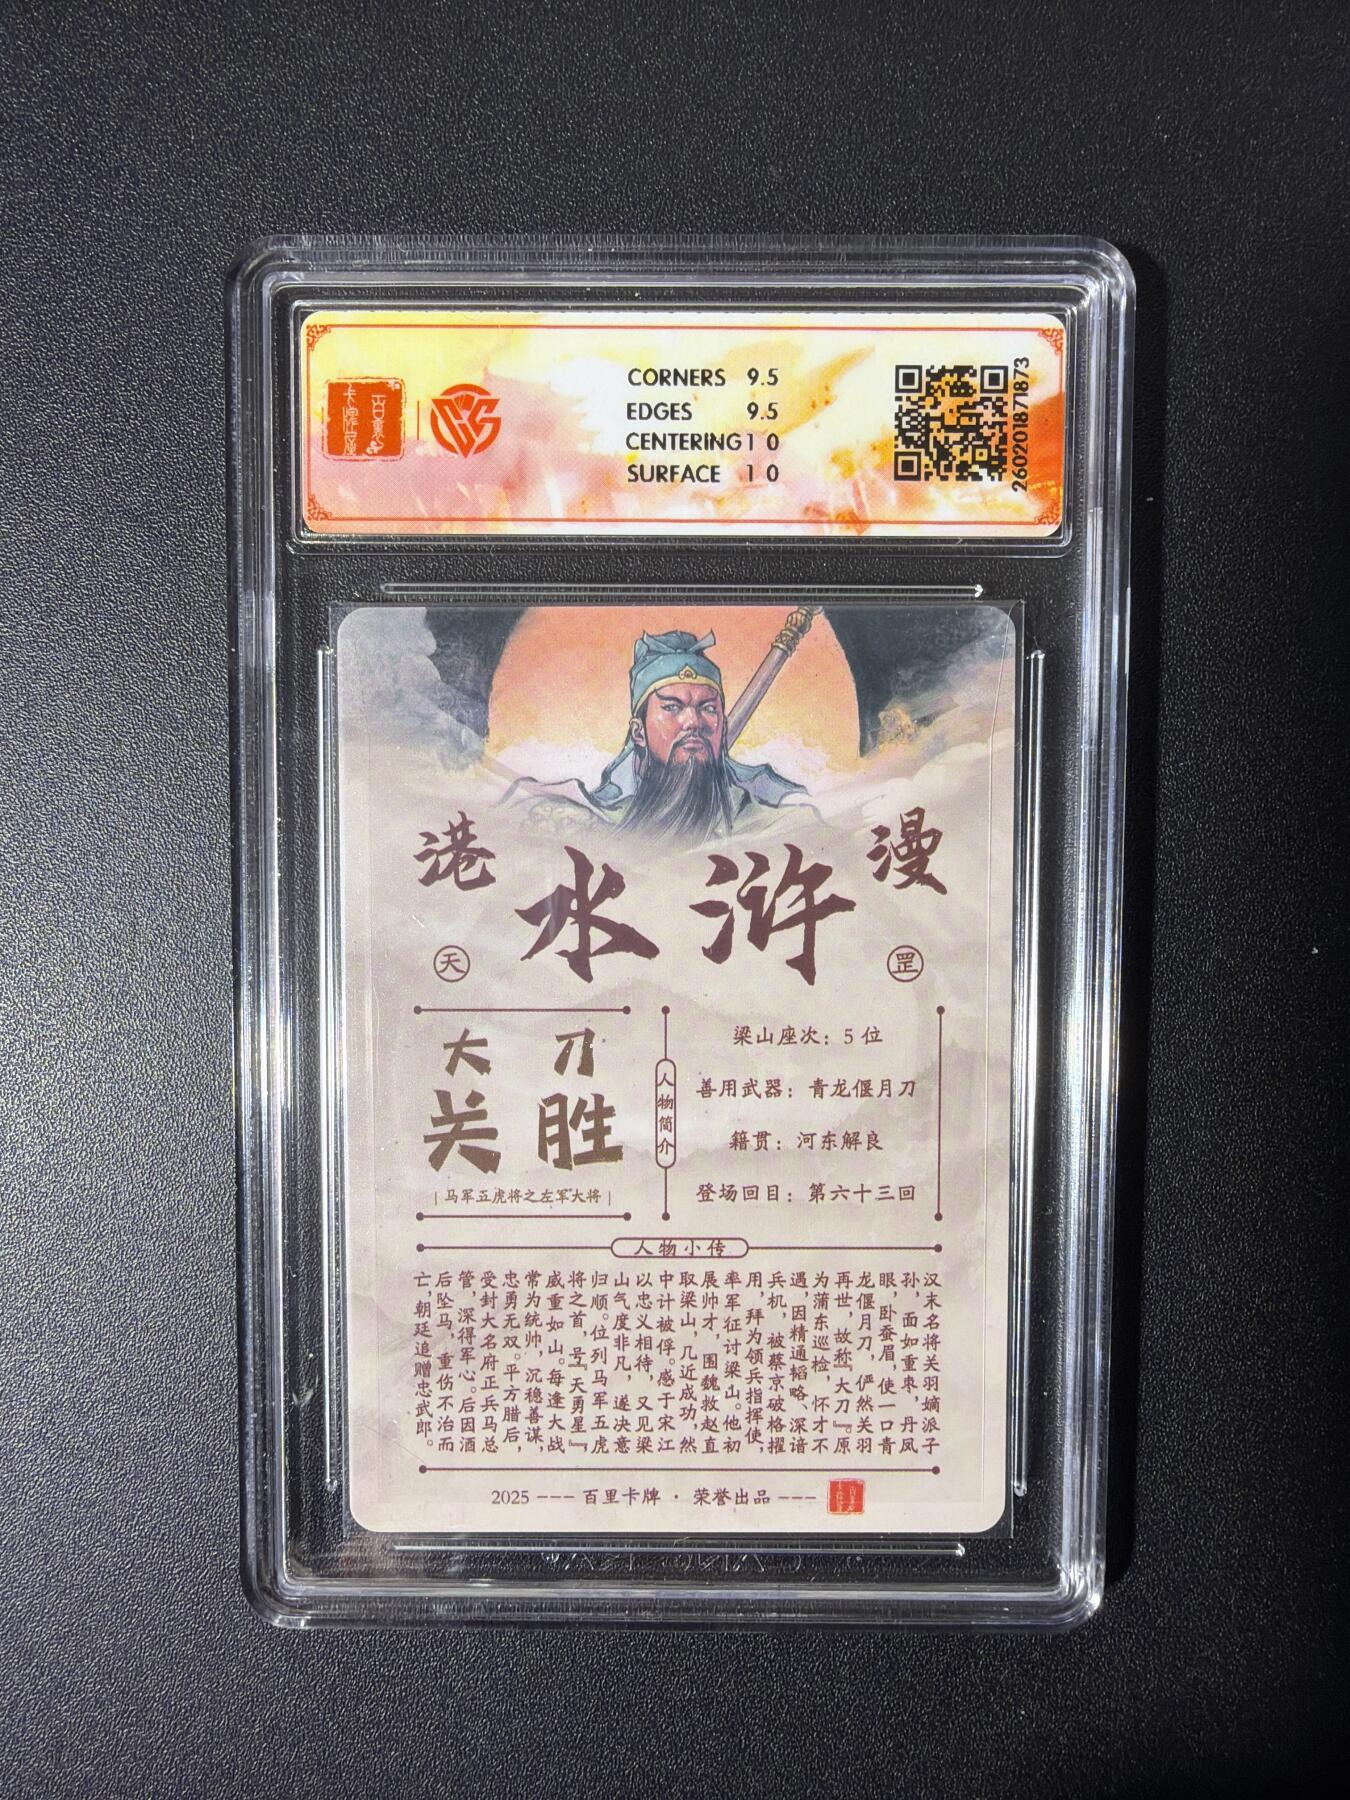 CORNERS 9.5
EDGES 9.5
CENTERING 10
SURFACE 10
2602018718 73
港 水浒 漫
天 罡
大刀
关胜
马军五虎将之左军大将
人物简介
梁山座次：5位
善用武器：青龙偃月刀
籍贯：河东解良
登场回目：第六十三回
人物小传
汉末名将关羽嫡派子
孙，面如重枣，丹凤
眼，卧蚕眉，使一口青
龙偃月刀，俨然关羽
再世，故称『大刀』。原
为蒲东巡检，怀才不
遇，因精通韬略、深谙
兵机，被蔡京破格擢
用，拜为领兵指挥使，
率军征讨梁山。他初
展帅才，围魏救赵直
取梁山，几近成功，然
中计被俘。感于宋江
以忠义相待，又见梁
山气度非凡，遂决意
归顺。位列马军五虎
将之首，号『天勇星』，
威重如山。每逢大战
常为统帅，沉稳善谋，
忠勇无双。平方腊后，
受封大名府正兵马总
管，深得军心。后因酒
后坠马，重伤不治而
亡，朝廷追赠忠武郎。
2025 --- 百里卡牌 · 荣誉出品 ---